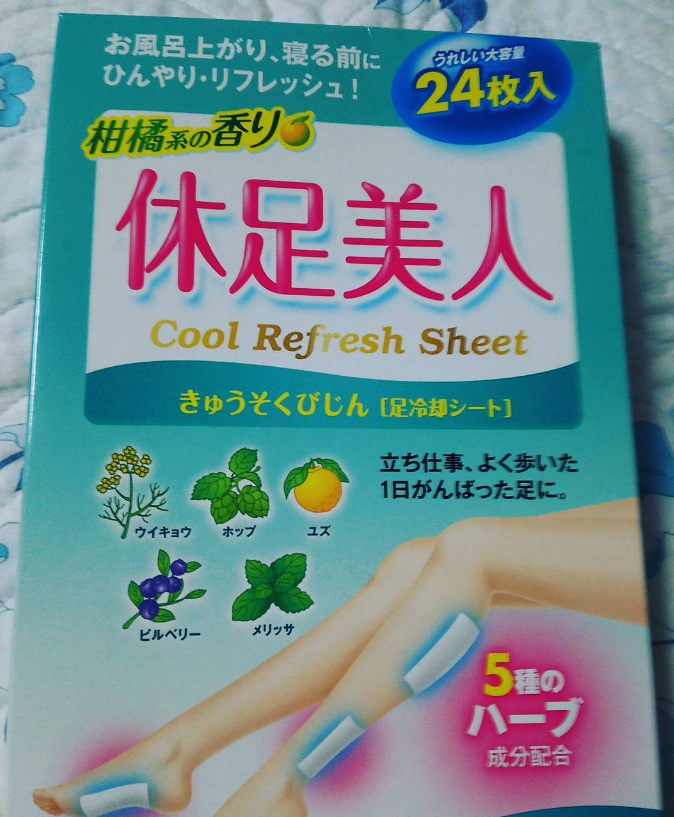 お風呂上がり、寝る前に
ひんやり・リフレッシュ!
うれしい大容量
24枚入
柑橘系の香り
休足美人
Cool Refresh Sheet
きゅうそくびじん [足冷却シート]
立ち仕事、よく歩いた
1日がんばった足に。
ウイキョウ
ホップ
ユズ
ビルベリー
メリッサ
5種の
ハーブ
成分配合